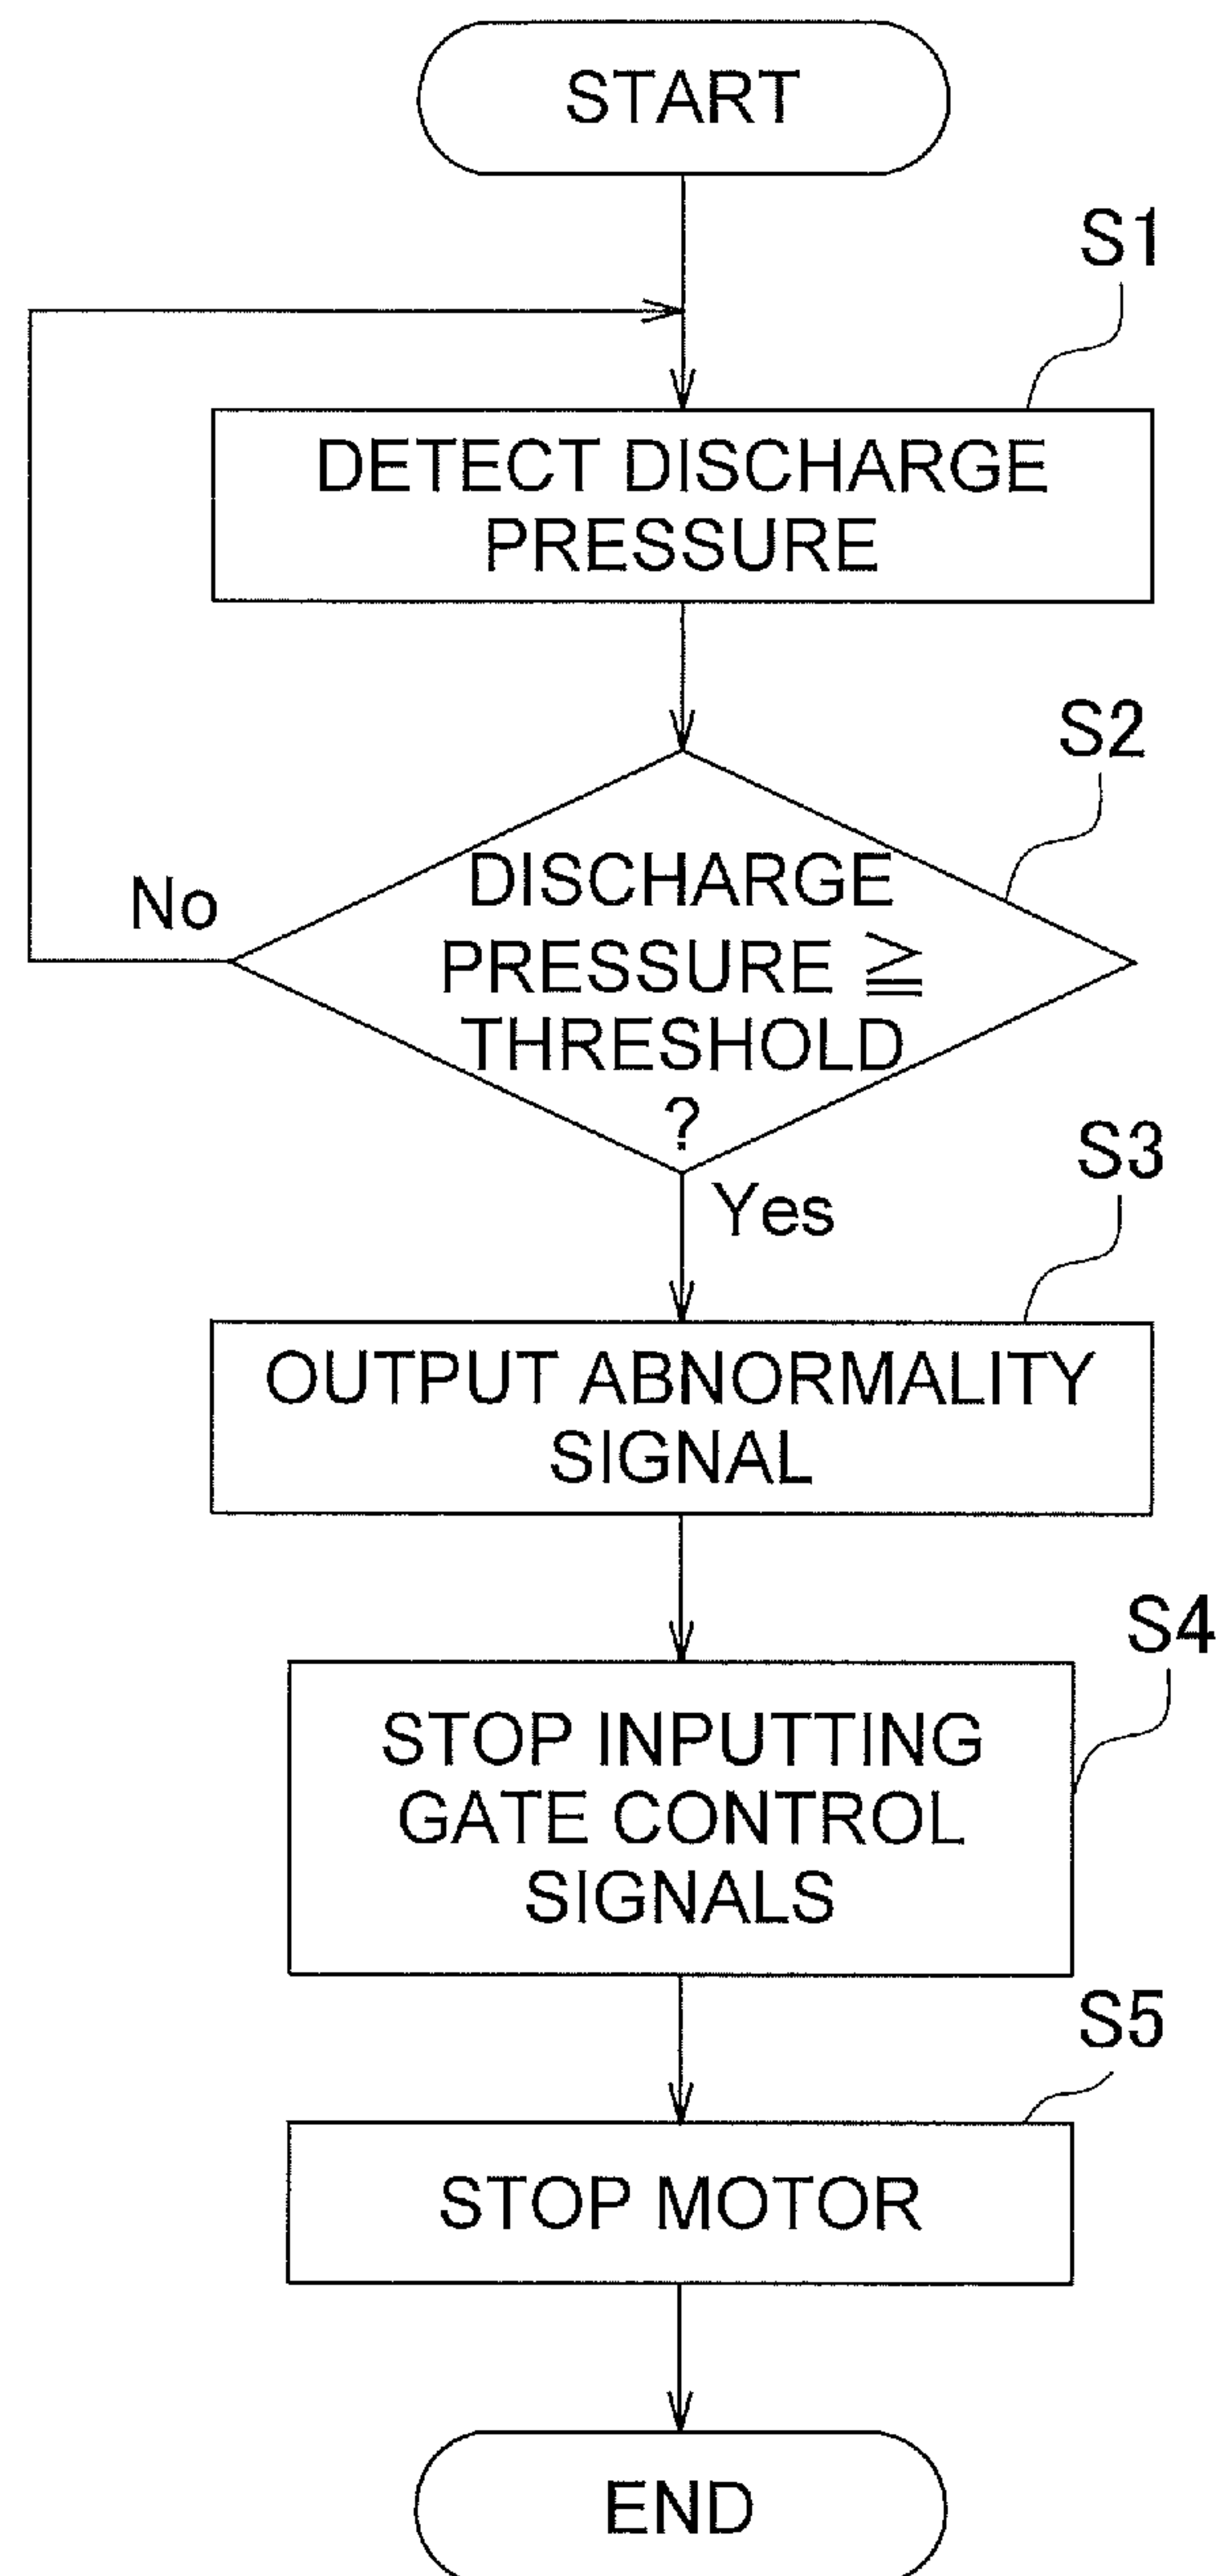 START
S1
DETECT DISCHARGE
PRESSURE
S2
DISCHARGE
PRESSURE ≧
THRESHOLD
?
No
Yes
S3
OUTPUT ABNORMALITY
SIGNAL
S4
STOP INPUTTING
GATE CONTROL
SIGNALS
S5
STOP MOTOR
END